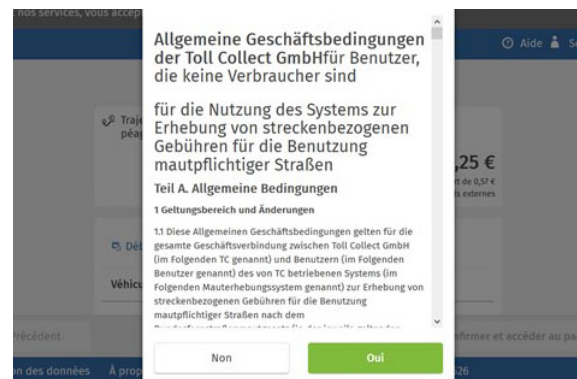 nos services, vous accep
Allgemeine Geschäftsbedingungen
der Toll Collect GmbHfür Benutzer,
die keine Verbraucher sind
für die Nutzung des Systems zur
Erhebung von streckenbezogenen
Gebühren für die Benutzung
mautpflichtiger Straßen
Teil A. Allgemeine Bedingungen
1 Geltungsbereich und Änderungen
1.1 Diese Allgemeinen Geschäftsbedingungen gelten für die
gesamte Geschäftsverbindung zwischen Toll Collect GmbH
(im Folgenden TC genannt) und Benutzern (im Folgenden
Benutzer genannt) des von TC betriebenen Systems (im
Folgenden Mauterhebungssystem genannt) zur Erhebung von
streckenbezogenen Gebühren für die Benutzung
mautpflichtiger Straßen nach dem
Non
Oui
Aide
Traje
péa
,25 €
rt de 0,57 €
ts externes
Déb
Véhicu
Précédent
nfirmer et accéder au pa
on des données
À prop
526